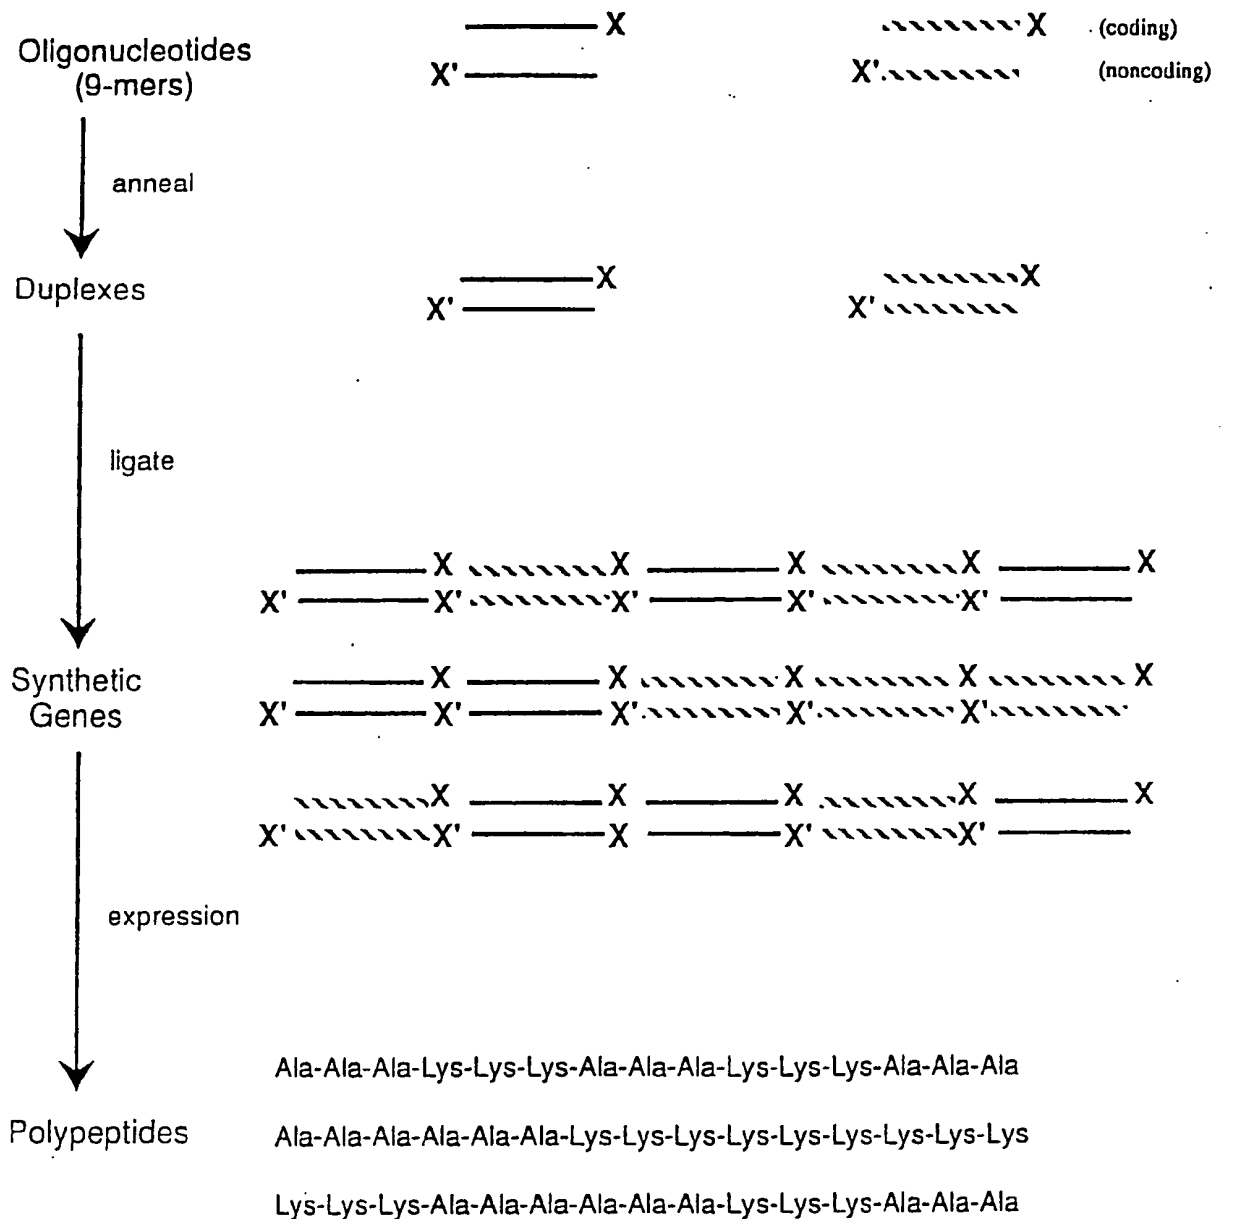 Oligonucleotides
(9-mers)
X X (coding)
X' X' (noncoding)
anneal
Duplexes
X X
X' X'
ligate
X X X X X
X' X' X' X' X'
Synthetic
Genes
X X X X X
X' X' X' X' X'
X X X X X
X' X' X X' X'
expression
Ala-Ala-Ala-Lys-Lys-Lys-Ala-Ala-Ala-Lys-Lys-Lys-Ala-Ala-Ala
Polypeptides
Ala-Ala-Ala-Ala-Ala-Ala-Lys-Lys-Lys-Lys-Lys-Lys-Lys-Lys-Lys
Lys-Lys-Lys-Ala-Ala-Ala-Ala-Ala-Ala-Lys-Lys-Lys-Ala-Ala-Ala